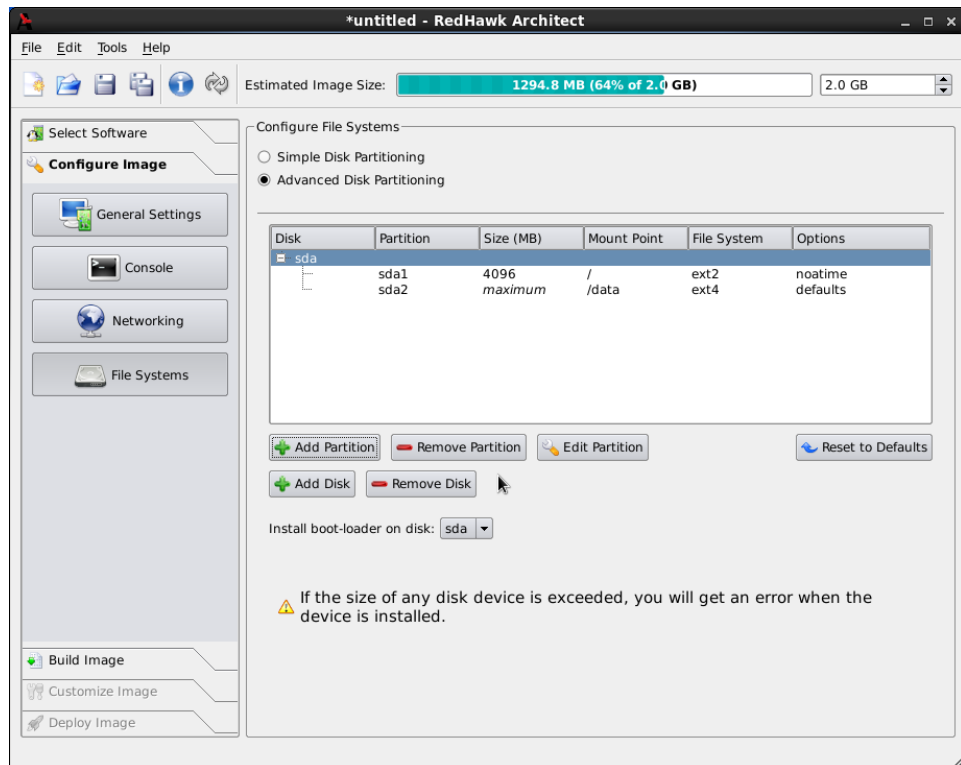 *untitled - RedHawk Architect
File Edit Tools Help
Estimated Image Size: 1294.8 MB (64% of 2.0 GB) 2.0 GB
Select Software
Configure Image
General Settings
Console
Networking
File Systems
Build Image
Customize Image
Deploy Image
Configure File Systems
Simple Disk Partitioning
Advanced Disk Partitioning
Disk Partition Size (MB) Mount Point File System Options
sda
sda1 4096 / ext2 noatime
sda2 maximum /data ext4 defaults
Add Partition Remove Partition Edit Partition Reset to Defaults
Add Disk Remove Disk
Install boot-loader on disk: sda
If the size of any disk device is exceeded, you will get an error when the
device is installed.